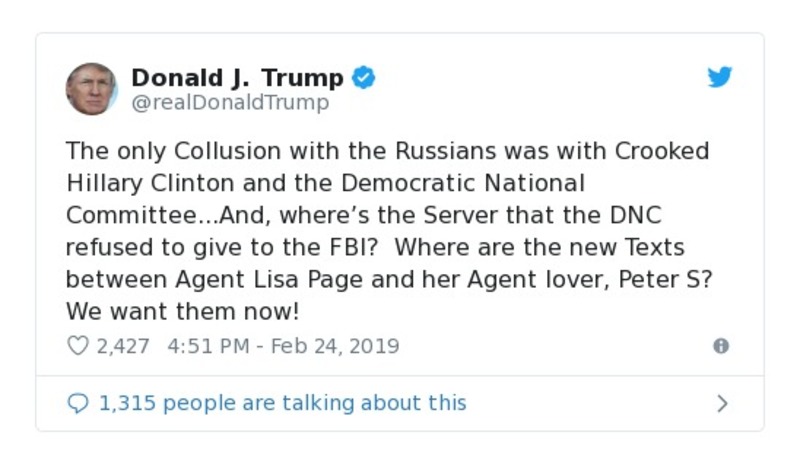 Donald J. Trump
@realDonaldTrump
The only Collusion with the Russians was with Crooked
Hillary Clinton and the Democratic National
Committee...And, where’s the Server that the DNC
refused to give to the FBI?  Where are the new Texts
between Agent Lisa Page and her Agent lover, Peter S?
We want them now!
2,427 4:51 PM - Feb 24, 2019
1,315 people are talking about this